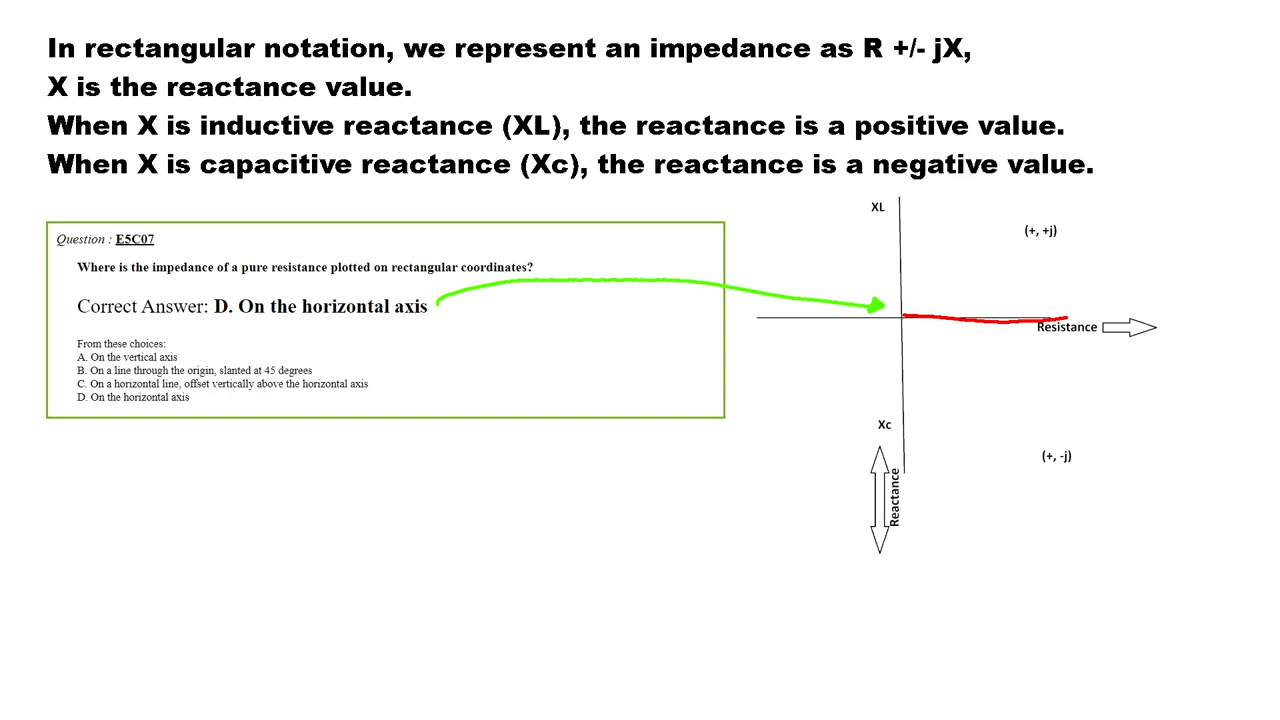 In rectangular notation, we represent an impedance as R +/- jX,
X is the reactance value.
When X is inductive reactance (XL), the reactance is a positive value.
When X is capacitive reactance (Xc), the reactance is a negative value.
Question : E5C07
Where is the impedance of a pure resistance plotted on rectangular coordinates?
Correct Answer: D. On the horizontal axis
From these choices:
A. On the vertical axis
B. On a line through the origin, slanted at 45 degrees
C. On a horizontal line, offset vertically above the horizontal axis
D. On the horizontal axis
XL
(+, +j)
Resistance
Xc
(+, -j)
Reactance